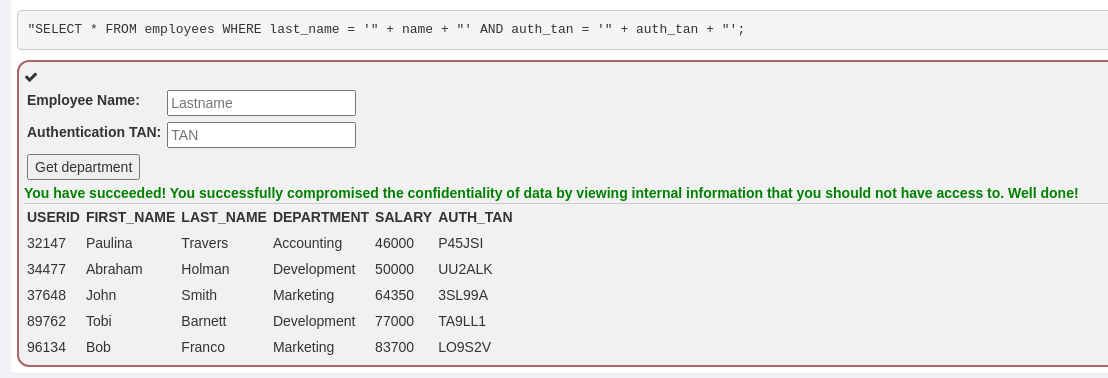 "SELECT * FROM employees WHERE last_name = '" + name + "' AND auth_tan = '" + auth_tan + "';
Employee Name: Lastname
Authentication TAN: TAN
Get department
You have succeeded! You successfully compromised the confidentiality of data by viewing internal information that you should not have access to. Well done!
USERID FIRST_NAME LAST_NAME DEPARTMENT SALARY AUTH_TAN
32147 Paulina Travers Accounting 46000 P45JSI
34477 Abraham Holman Development 50000 UU2ALK
37648 John Smith Marketing 64350 3SL99A
89762 Tobi Barnett Development 77000 TA9LL1
96134 Bob Franco Marketing 83700 LO9S2V